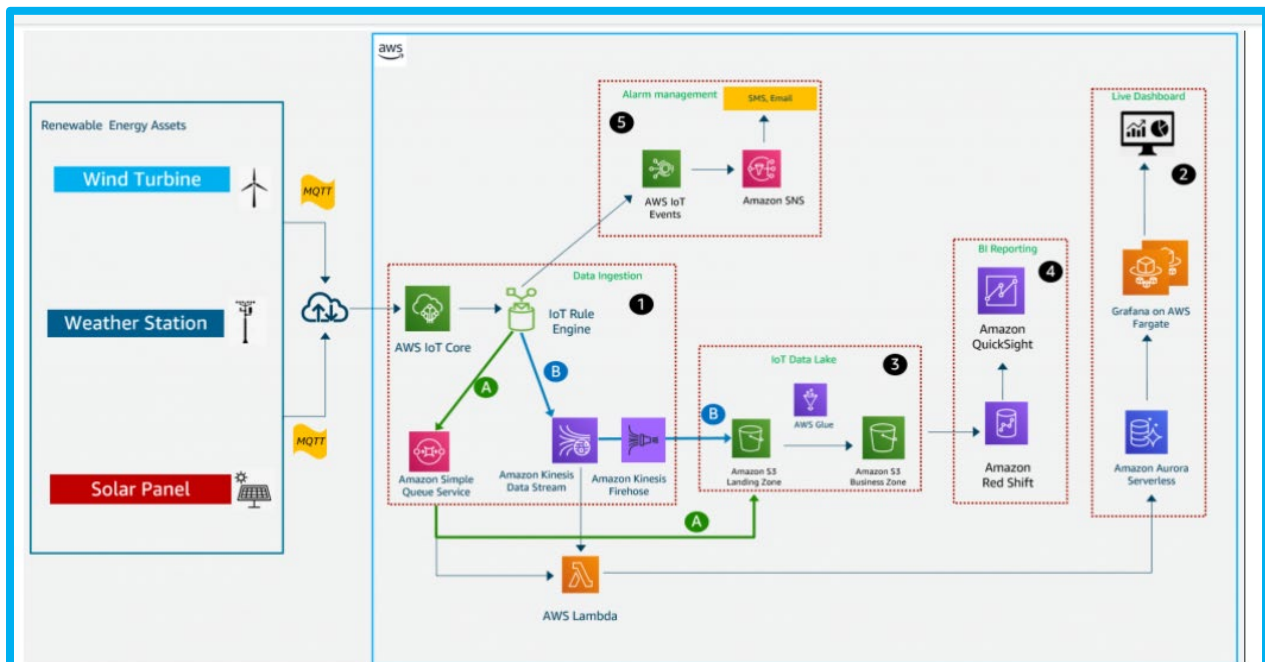 aws
Renewable Energy Assets
Wind Turbine
MQTT
Weather Station
MQTT
Solar Panel
Alarm management
SMS, Email
5
AWS IoT
Events
Amazon SNS
Data Ingestion
1
AWS IoT Core
IoT Rule
Engine
A
B
Amazon Simple
Queue Service
Amazon Kinesis
Data Stream
Amazon Kinesis
Firehose
B
A
AWS Lambda
IoT Data Lake
3
AWS Glue
Amazon S3
Landing Zone
Amazon S3
Business Zone
BI Reporting
4
Amazon
QuickSight
Amazon
Red Shift
Live Dashboard
2
Grafana on AWS
Fargate
Amazon Aurora
Serverless